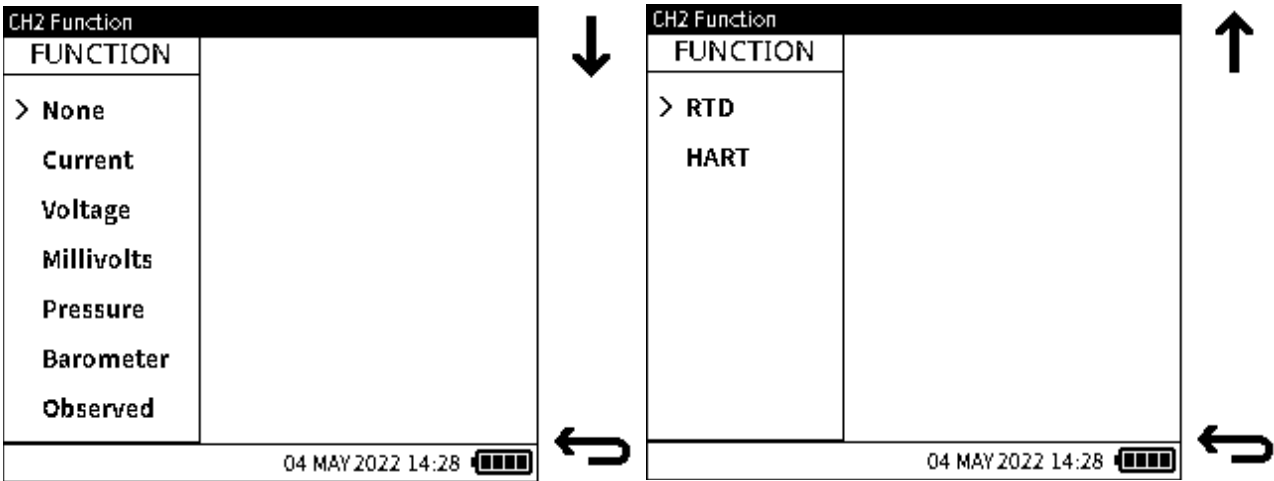 CH2 Function
FUNCTION
> None
Current
Voltage
Millivolts
Pressure
Barometer
Observed
04 MAY 2022 14:28
CH2 Function
FUNCTION
> RTD
HART
04 MAY 2022 14:28